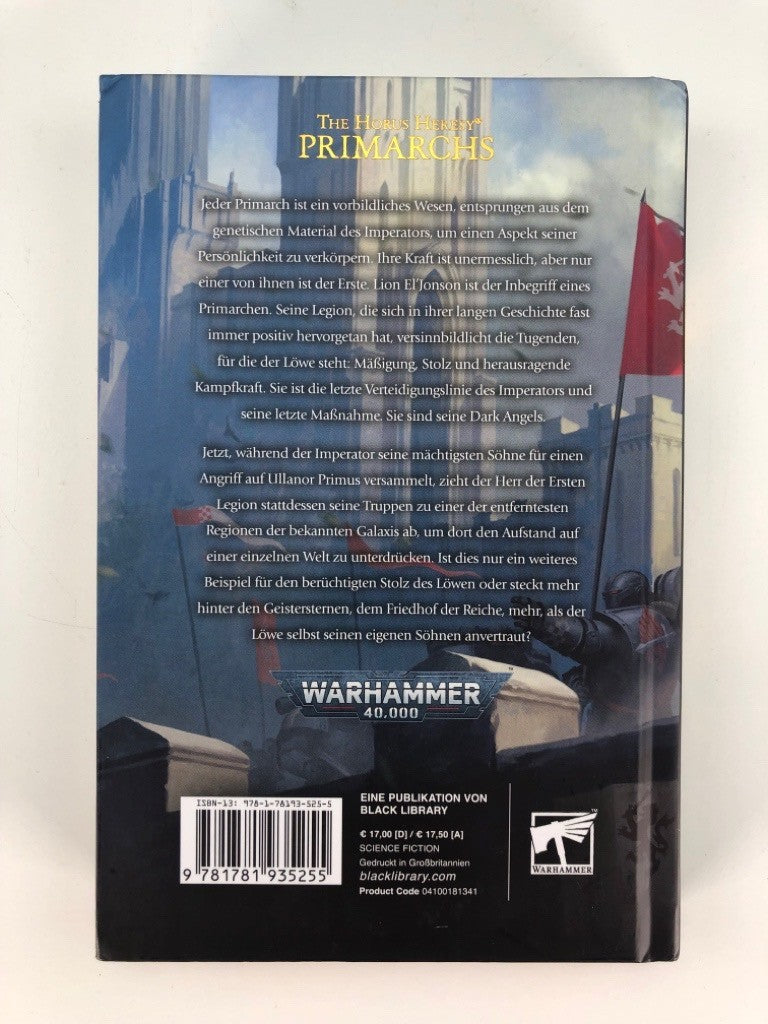 THE HORUS HERESY®
PRIMARCHS
Jeder Primarch ist ein vorbildliches Wesen, entsprungen aus dem
genetischen Material des Imperators, um einen Aspekt seiner
Persönlichkeit zu verkörpern. Ihre Kraft ist unermesslich, aber nur
einer von ihnen ist der Erste. Lion El'Jonson ist der Inbegriff eines
Primarchen. Seine Legion, die sich in ihrer langen Geschichte fast
immer positiv hervorgetan hat, versinnbildlicht die Tugenden,
für die der Löwe steht: Mäßigung, Stolz und herausragende
Kampfkraft. Sie ist die letzte Verteidigungslinie des Imperators und
seine letzte Maßnahme. Sie sind seine Dark Angels.
Jetzt, während der Imperator seine mächtigsten Söhne für einen
Angriff auf Ullanor Primus versammelt, zieht der Herr der Ersten
Legion stattdessen seine Truppen zu einer der entferntesten
Regionen der bekannten Galaxis ab, um dort den Aufstand auf
einer einzelnen Welt zu unterdrücken. Ist dies nur ein weiteres
Beispiel für den berüchtigten Stolz des Löwen oder steckt mehr
hinter den Geistersternen, dem Friedhof der Reiche, mehr, als der
Löwe selbst seinen eigenen Söhnen anvertraut?
WARHAMMER
40.000
ISBN-13: 978-1-78193-525-5
9 781781 935255
EINE PUBLIKATION VON
BLACK LIBRARY
€ 17,00 [D] / € 17,50 [A]
SCIENCE FICTION
Gedruckt in Großbritannien
blacklibrary.com
Product Code 04100181341
WARHAMMER™